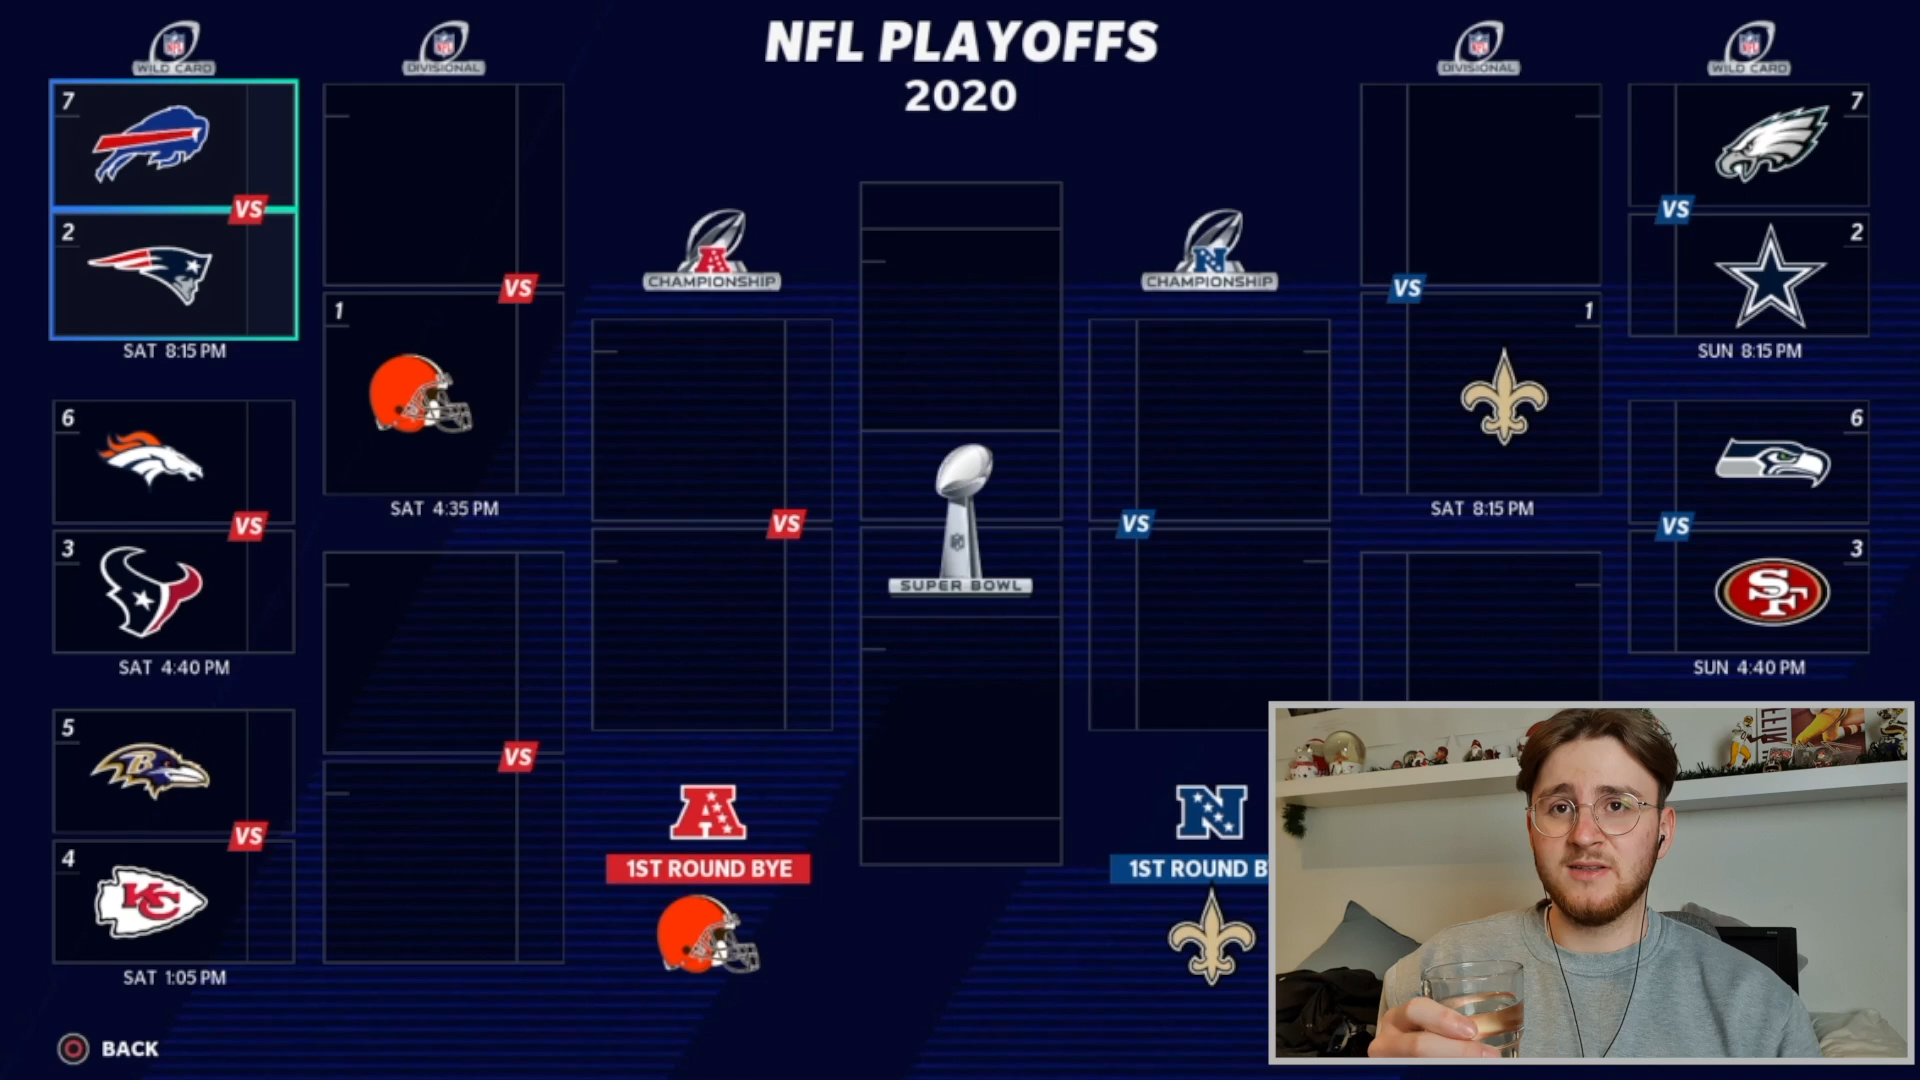 NFL PLAYOFFS
2020
WILD CARD
DIVISIONAL
DIVISIONAL
WILD CARD
7
VS
2
SAT 8:15 PM
6
VS
3
SAT 4:40 PM
5
VS
4
KC
SAT 1:05 PM
VS
1
SAT 4:35 PM
VS
A
CHAMPIONSHIP
VS
A
1ST ROUND BYE
SUPER BOWL
N
CHAMPIONSHIP
VS
N
1ST ROUND B
VS
1
SAT 8:15 PM
7
VS
2
SUN 8:15 PM
6
VS
3
SF
SUN 4:40 PM
BACK